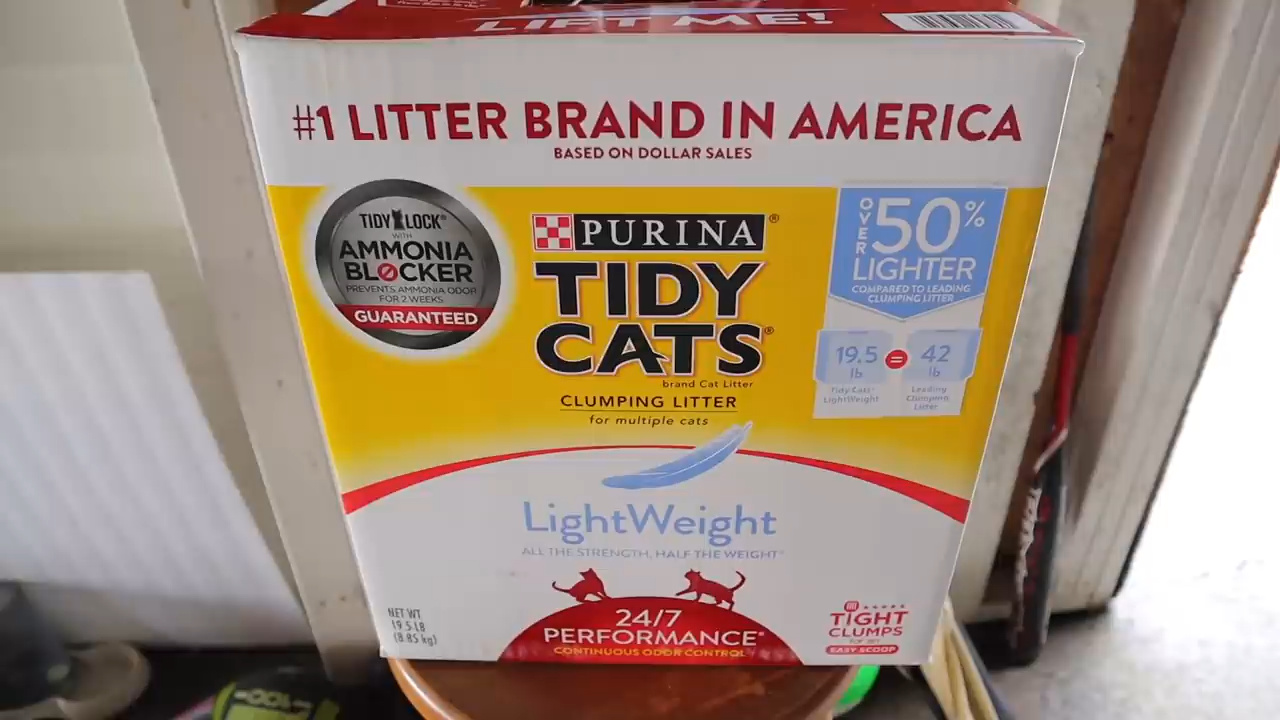 LIFT ME!
#1 LITTER BRAND IN AMERICA
BASED ON DOLLAR SALES
TIDY LOCK®
WITH
AMMONIA
BLOCKER
PREVENTS AMMONIA ODOR
FOR 2 WEEKS
GUARANTEED
PURINA®
TIDY
CATS®
brand Cat Litter
CLUMPING LITTER
for multiple cats
OVER
50%
LIGHTER
COMPARED TO LEADING
CLUMPING LITTER
19.5 lb = 42 lb
Tidy Cats LightWeight
Leading Clumping Litter
LightWeight
ALL THE STRENGTH, HALF THE WEIGHT
NET WT
19.5 LB
(8.85 kg)
24/7
PERFORMANCE®
CONTINUOUS ODOR CONTROL
TIGHT
CLUMPS
EASY SCOOP